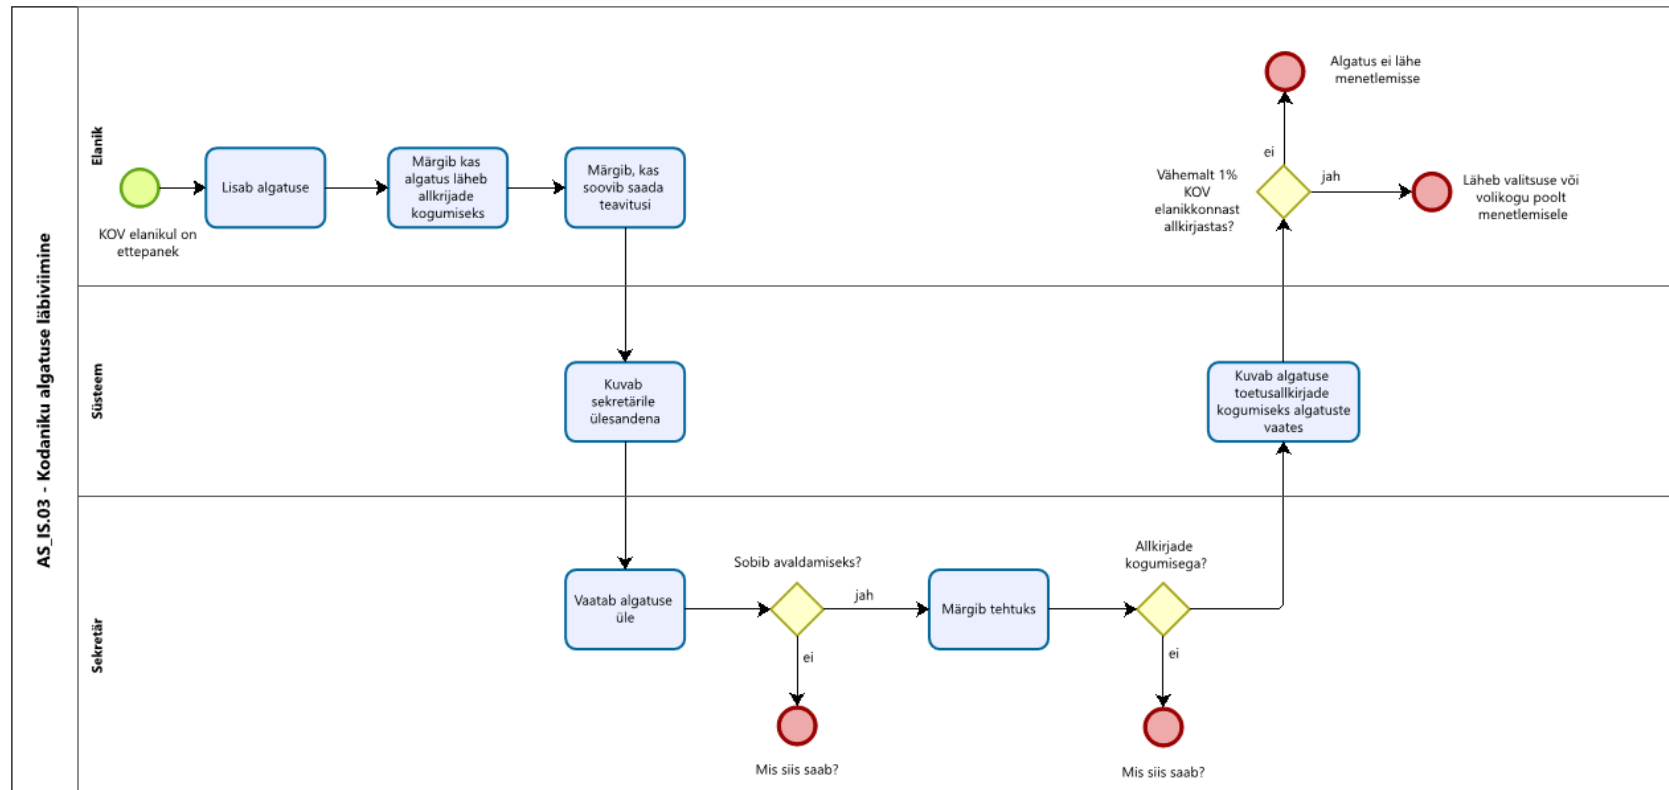 AS_IS.03 - Kodaniku algatuse läbiviimine
Elanik
KOV elanikul on
ettepanek
Lisab algatuse
Märgib kas
algatus läheb
allkrijade
kogumiseks
Märgib, kas
soovib saada
teavitusi
Vähemalt 1%
KOV
elanikkonnast
allkirjastas?
ei
Algatus ei lähe
menetlemisse
jah
Läheb valitsuse või
volikogu poolt
menetlemisele
Süsteem
Kuvab
sekretärile
ülesandena
Kuvab algatuse
toetusallkirjade
kogumiseks algatuste
vaates
Sekretär
Vaatab algatuse
üle
Sobib avaldamiseks?
jah
ei
Mis siis saab?
Märgib tehtuks
Allkirjade
kogumisega?
ei
Mis siis saab?